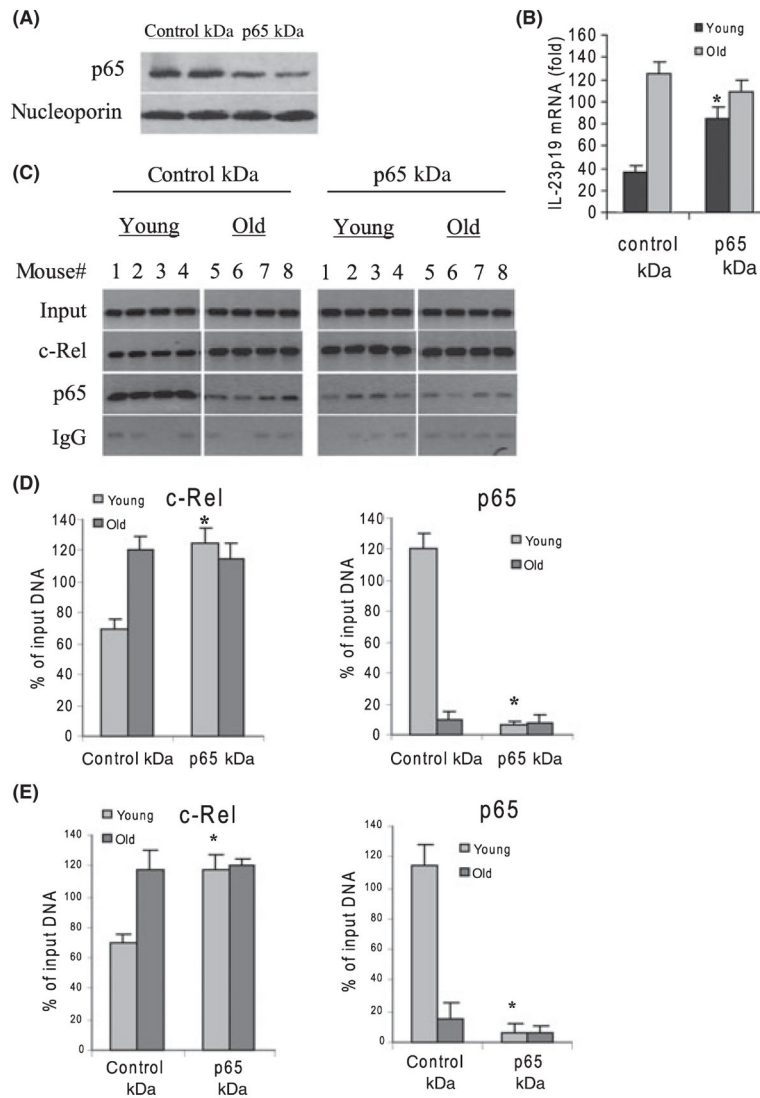 (A)
Control kDa p65 kDa
p65
Nucleoporin
(B)
Young
Old
IL-23p19 mRNA (fold)
160
140
120
100
80
60
40
20
0
*
control kDa
p65 kDa
(C)
Control kDa
p65 kDa
Young Old Young Old
Mouse# 1 2 3 4 5 6 7 8 1 2 3 4 5 6 7 8
Input
c-Rel
p65
IgG
(D)
c-Rel
Young
Old
% of input DNA
140
120
100
80
60
40
20
0
*
Control kDa p65 kDa
p65
Young
Old
% of input DNA
140
120
100
80
60
40
20
0
*
Control kDa p65 kDa
(E)
c-Rel
Young
Old
% of input DNA
140
120
100
80
60
40
20
0
*
Control kDa
p65 kDa
p65
Young
Old
% of input DNA
140
120
100
80
60
40
20
0
*
Control kDa
p65 kDa